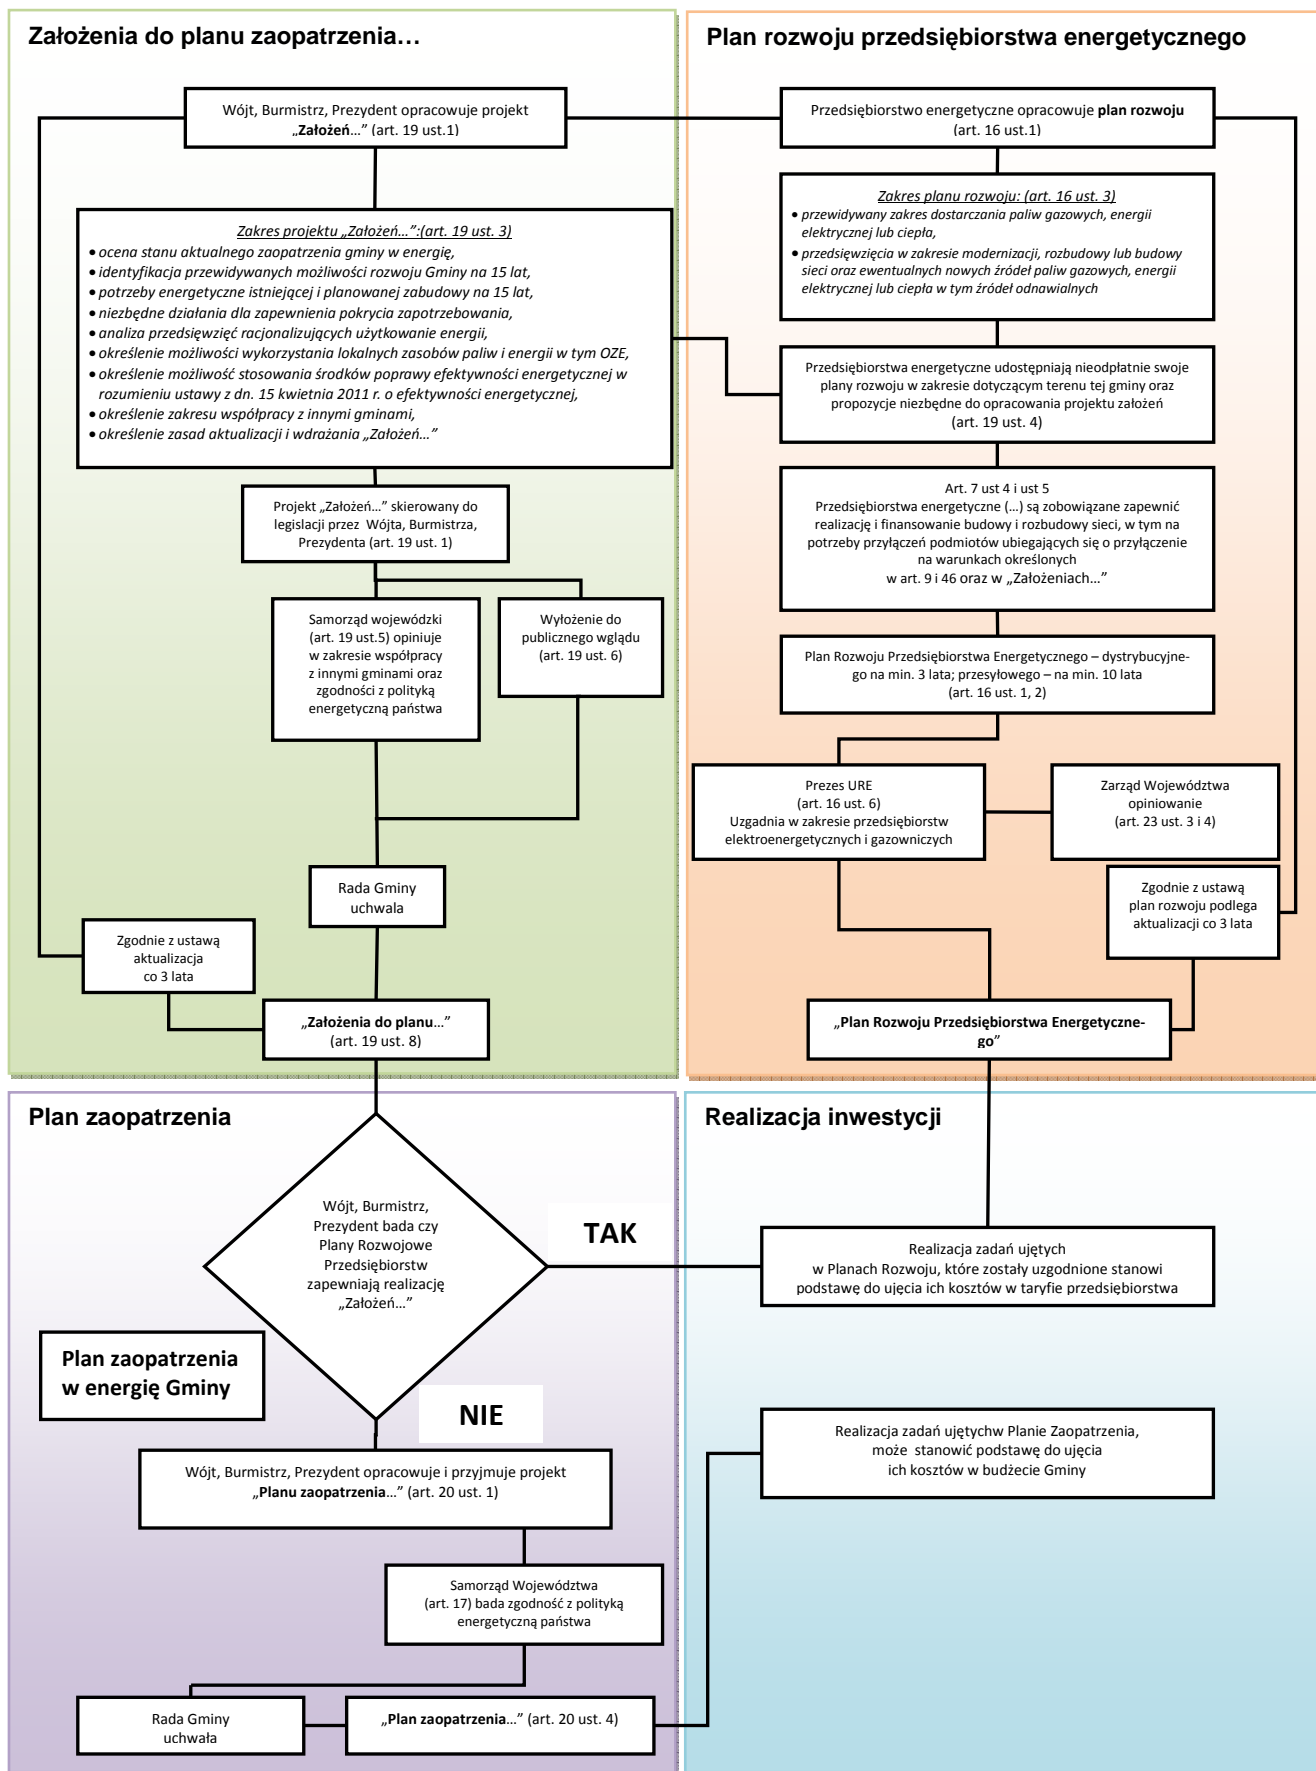 Założenia do planu zaopatrzenia…
Wójt, Burmistrz, Prezydent opracowuje projekt
„Założeń…” (art. 19 ust.1)
Zakres projektu „Założeń…”:(art. 19 ust. 3)
• ocena stanu aktualnego zaopatrzenia gminy w energię,
• identyfikacja przewidywanych możliwości rozwoju Gminy na 15 lat,
• potrzeby energetyczne istniejącej i planowanej zabudowy na 15 lat,
• niezbędne działania dla zapewnienia pokrycia zapotrzebowania,
• analiza przedsięwzięć racjonalizujących użytkowanie energii,
• określenie możliwości wykorzystania lokalnych zasobów paliw i energii w tym OZE,
• określenie możliwość stosowania środków poprawy efektywności energetycznej w
rozumieniu ustawy z dn. 15 kwietnia 2011 r. o efektywności energetycznej,
• określenie zakresu współpracy z innymi gminami,
• określenie zasad aktualizacji i wdrażania „Założeń…”
Projekt „Założeń…” skierowany do
legislacji przez Wójta, Burmistrza,
Prezydenta (art. 19 ust. 1)
Samorząd wojewódzki
(art. 19 ust.5) opiniuje
w zakresie współpracy
z innymi gminami oraz
zgodności z polityką
energetyczną państwa
Wyłożenie do
publicznego wglądu
(art. 19 ust. 6)
Rada Gminy
uchwala
Zgodnie z ustawą
aktualizacja
co 3 lata
„Założenia do planu…”
(art. 19 ust. 8)
Plan rozwoju przedsiębiorstwa energetycznego
Przedsiębiorstwo energetyczne opracowuje plan rozwoju
(art. 16 ust.1)
Zakres planu rozwoju: (art. 16 ust. 3)
• przewidywany zakres dostarczania paliw gazowych, energii
elektrycznej lub ciepła,
• przedsięwzięcia w zakresie modernizacji, rozbudowy lub budowy
sieci oraz ewentualnych nowych źródeł paliw gazowych, energii
elektrycznej lub ciepła w tym źródeł odnawialnych
Przedsiębiorstwa energetyczne udostępniają nieodpłatnie swoje
plany rozwoju w zakresie dotyczącym terenu tej gminy oraz
propozycje niezbędne do opracowania projektu założeń
(art. 19 ust. 4)
Art. 7 ust 4 i ust 5
Przedsiębiorstwa energetyczne (…) są zobowiązane zapewnić
realizację i finansowanie budowy i rozbudowy sieci, w tym na
potrzeby przyłączeń podmiotów ubiegających się o przyłączenie
na warunkach określonych
w art. 9 i 46 oraz w „Założeniach…”
Plan Rozwoju Przedsiębiorstwa Energetycznego – dystrybucyjne-
go na min. 3 lata; przesyłowego – na min. 10 lata
(art. 16 ust. 1, 2)
Prezes URE
(art. 16 ust. 6)
Uzgadnia w zakresie przedsiębiorstw
elektroenergetycznych i gazowniczych
Zarząd Województwa
opiniowanie
(art. 23 ust. 3 i 4)
Zgodnie z ustawą
plan rozwoju podlega
aktualizacji co 3 lata
„Plan Rozwoju Przedsiębiorstwa Energetyczne-
go”
Plan zaopatrzenia
Wójt, Burmistrz,
Prezydent bada czy
Plany Rozwojowe
Przedsiębiorstw
zapewniają realizację
„Założeń…”
TAK
Plan zaopatrzenia
w energię Gminy
NIE
Wójt, Burmistrz, Prezydent opracowuje i przyjmuje projekt
„Planu zaopatrzenia…” (art. 20 ust. 1)
Samorząd Województwa
(art. 17) bada zgodność z polityką
energetyczną państwa
Rada Gminy
uchwała
„Plan zaopatrzenia…” (art. 20 ust. 4)
Realizacja inwestycji
Realizacja zadań ujętych
w Planach Rozwoju, które zostały uzgodnione stanowi
podstawę do ujęcia ich kosztów w taryfie przedsiębiorstwa
Realizacja zadań ujętychw Planie Zaopatrzenia,
może stanowić podstawę do ujęcia
ich kosztów w budżecie Gminy